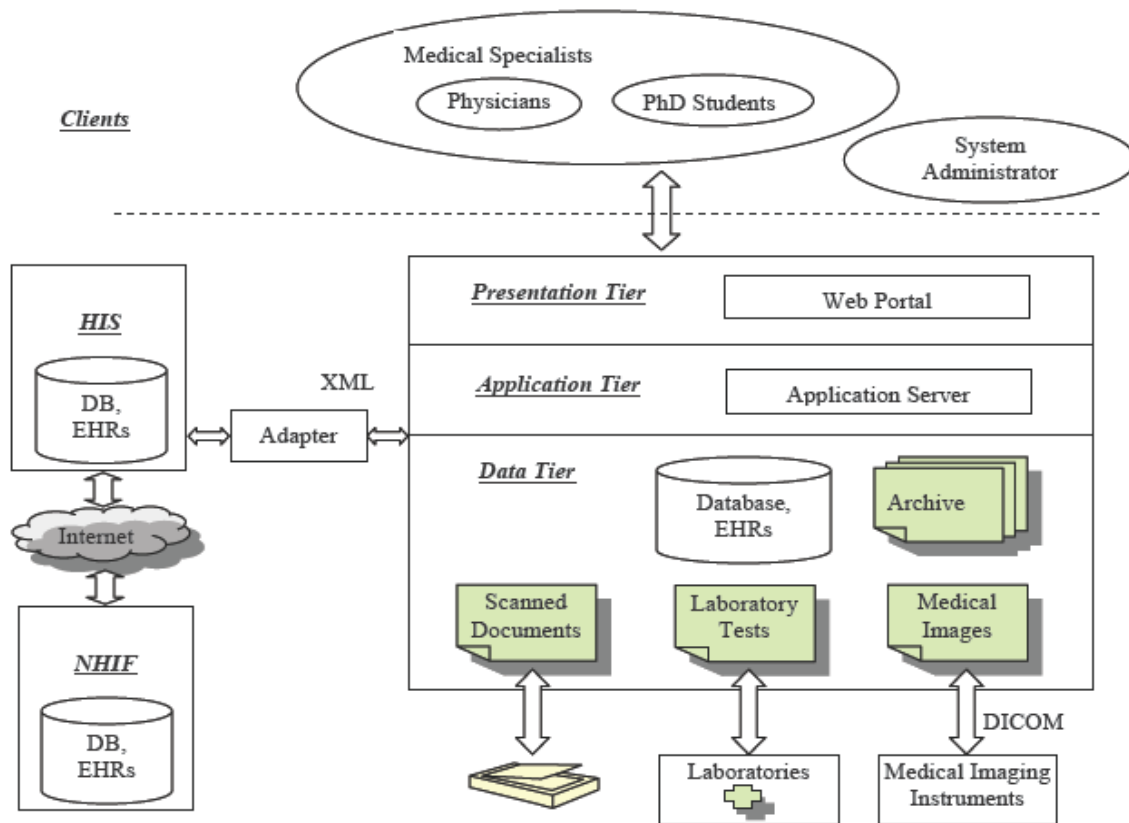 Medical Specialists
Physicians
PhD Students
Clients
System
Administrator
HIS
DB,
EHRs
XML
Adapter
Presentation Tier
Web Portal
Application Tier
Application Server
Data Tier
Database,
EHRs
Archive
Internet
Scanned
Documents
Laboratory
Tests
Medical
Images
NHIF
DB,
EHRs
DICOM
Laboratories
Medical Imaging
Instruments